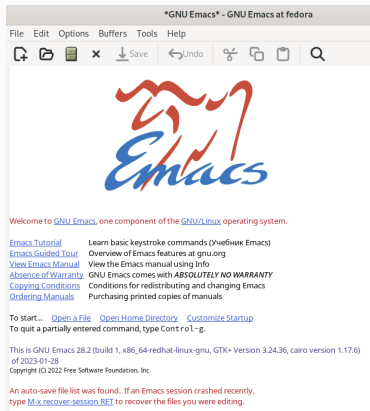 *GNU Emacs* - GNU Emacs at fedora
File Edit Options Buffers Tools Help
Save Undo
Emacs
Welcome to GNU Emacs, one component of the GNU/Linux operating system.
Emacs Tutorial Learn basic keystroke commands (Учебник Emacs)
Emacs Guided Tour Overview of Emacs features at gnu.org
View Emacs Manual View the Emacs manual using Info
Absence of Warranty GNU Emacs comes with ABSOLUTELY NO WARRANTY
Copying Conditions Conditions for redistributing and changing Emacs
Ordering Manuals Purchasing printed copies of manuals
To start... Open a File Open Home Directory Customize Startup
To quit a partially entered command, type Control-g.
This is GNU Emacs 28.2 (build 1, x86_64-redhat-linux-gnu, GTK+ Version 3.24.36, cairo version 1.17.6)
of 2023-01-28
Copyright (C) 2022 Free Software Foundation, Inc.
An auto-save file list was found. If an Emacs session crashed recently,
type M-x recover-session RET to recover the files you were editing.